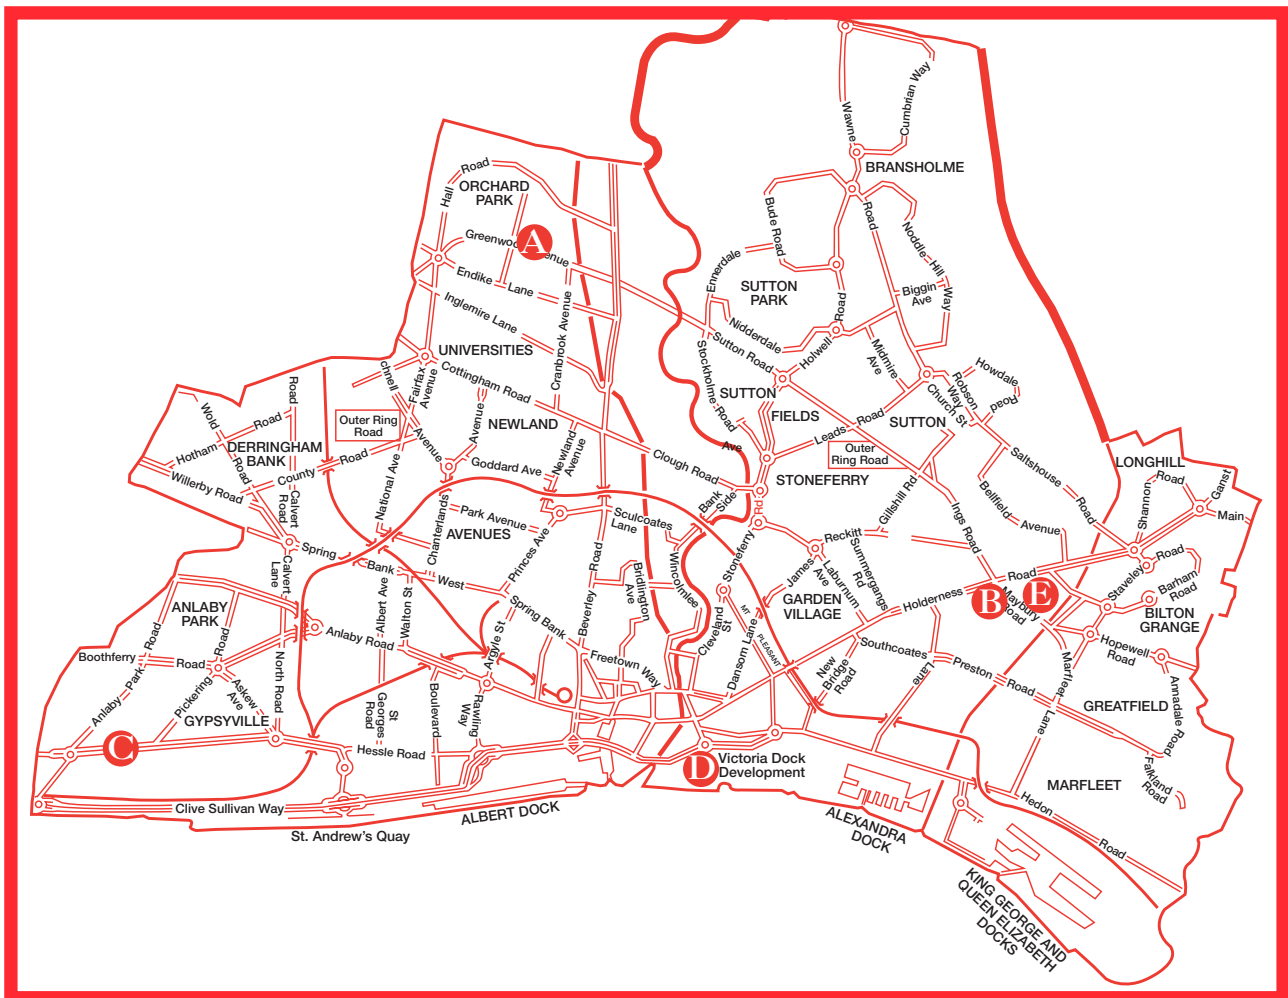 Wawne
Cumbrian Way
BRANSHOLME
Road
Hall
Road
ORCHARD
PARK
Bude Road
Road
Noddle
Hill
Way
Greenwood
A
Avenue
Ennerdale
Endike
Lane
SUTTON
PARK
Biggin
Ave
Inglemire Lane
Cranbrook Avenue
Nidderdale
Holwell
Road
Midmire
Ave
Sutton Road
Stockholme
Road
UNIVERSITIES
Fairfax
Avenue
Cottingham Road
Howdale
Road
Robson
Way
Church St
SUTTON
FIELDS
SUTTON
Wold
Road
Hotham
Road
Road
DERRINGHAM
BANK
Outer Ring
Road
Avenue
Avenue
NEWLAND
Newland
Avenue
Leads
Road
Outer
Ring Road
Ave
Goddard Ave
Clough Road
STONEFERRY
Saltshouse
Road
LONGHILL
Road
Shannon
Ganst
Main
Willerby Road
County
Road
Calvert
Road
National Ave
Chanterlands
Park Avenue
AVENUES
Princes Ave
Sculcoates
Lane
Bank
Side
Rd
Stoneferry
Gillshill Rd
Ings Road
Bellfield
Avenue
Reckitt
Summergangs
Rd
James
Ave
Laburnum
Spring
Bank
West
Calvert
Lane
Albert Ave
Walton St
Spring Bank
Beverley
Road
Bridlington
Ave
Wincolmlee
Cleveland
St
GARDEN
VILLAGE
Holderness
Road
B
E
Maybury
Road
Staveley
Road
Barham
Road
BILTON
GRANGE
ANLABY
PARK
Anlaby Road
Argyle St
Freetown Way
Dansom Lane
MT
PLEASANT
New
Bridge
Road
Southcoates
Lane
Preston
Road
Marfleet
Lane
Hopewell
Road
Annadale
Road
Boothferry
Road
Road
Road
Anlaby
Park
Pickering
Askew
Ave
North Road
GYPSYVILLE
St
Georges
Road
Boulevard
Rawling
Way
GREATFIELD
Falkland
Road
C
Hessle Road
D
Victoria Dock
Development
MARFLEET
Hedon
Road
Clive Sullivan Way
St. Andrew's Quay
ALBERT DOCK
ALEXANDRA
DOCK
KING GEORGE AND
QUEEN ELIZABETH
DOCKS